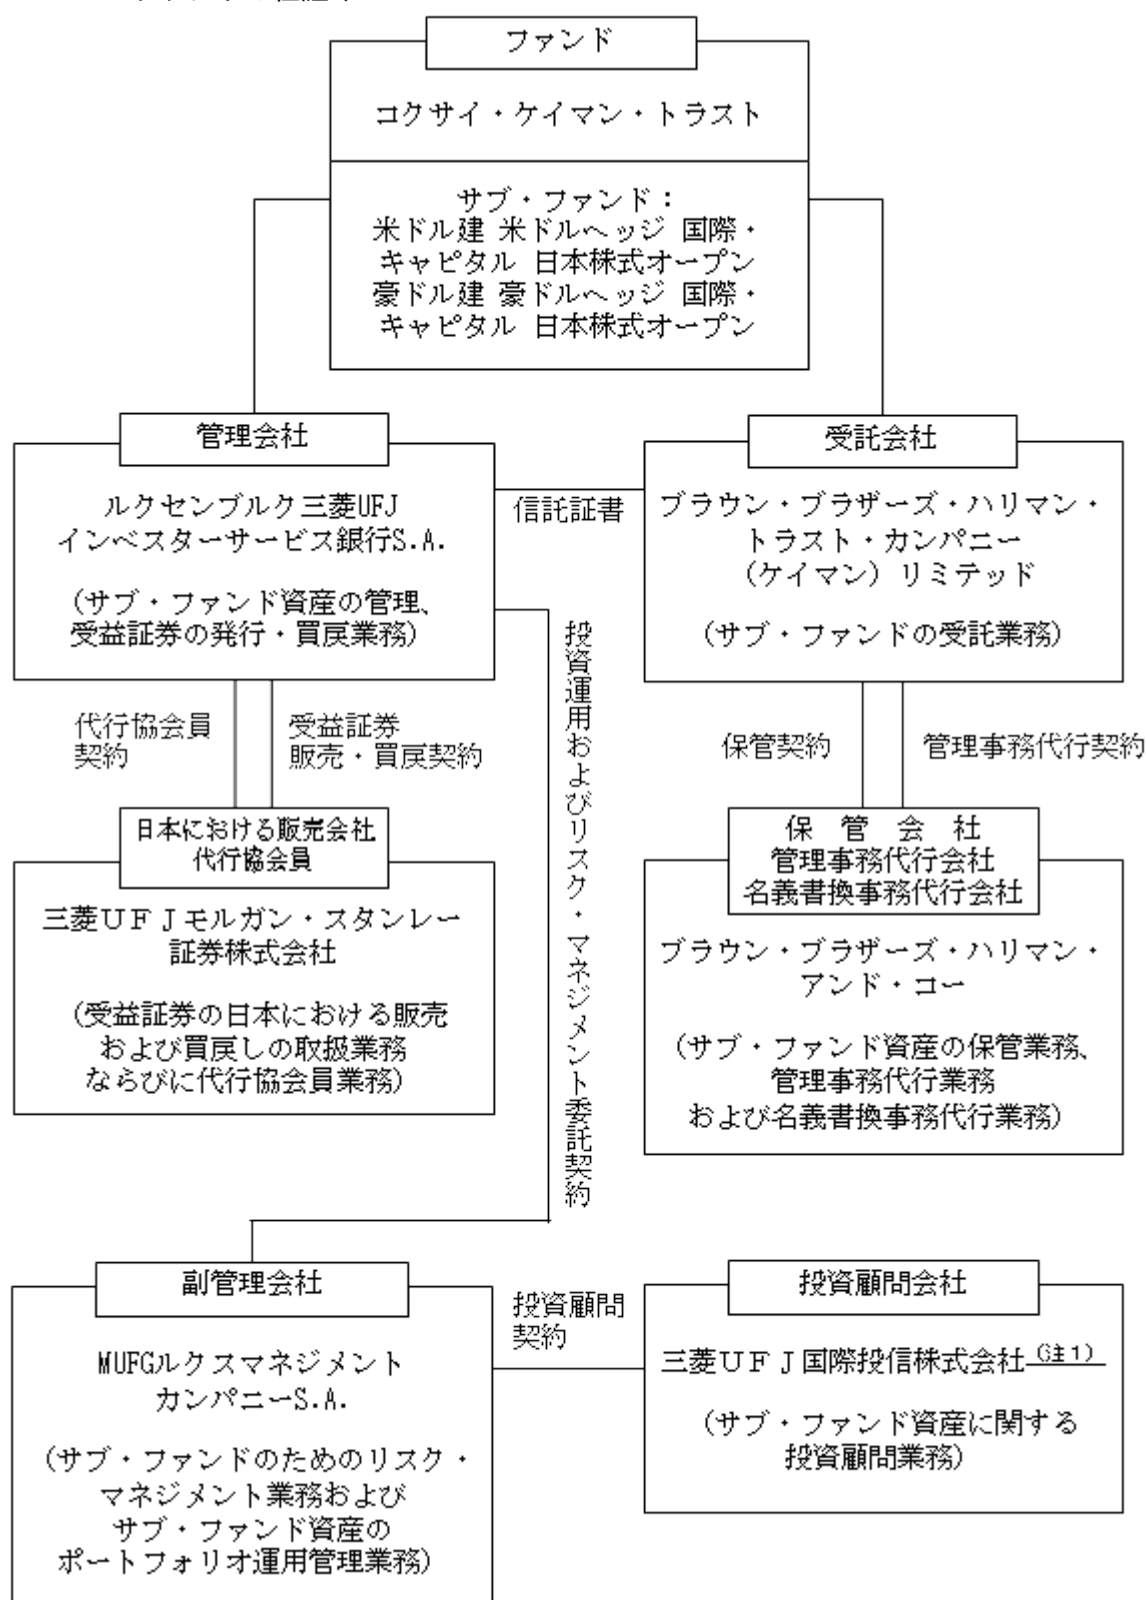 ファンド
コクサイ・ケイマン・トラスト
サブ・ファンド:
米ドル建 米ドルヘッジ 国際・
キャピタル 日本株式オープン
豪ドル建 豪ドルヘッジ 国際・
キャピタル 日本株式オープン
管理会社
ルクセンブルク三菱UFJ
インベスターサービス銀行S.A.
(サブ・ファンド資産の管理、
受益証券の発行・買戻業務)
信託証書
受託会社
ブラウン・ブラザーズ・ハリマン・
トラスト・カンパニー
(ケイマン)リミテッド
(サブ・ファンドの受託業務)
代行協会員
契約
受益証券
販売・買戻契約
投資運用およびリスク・マネジメント委託契約
保管契約
管理事務代行契約
日本における販売会社
代行協会員
三菱UFJモルガン・スタンレー
証券株式会社
(受益証券の日本における販売
および買戻しの取扱業務
ならびに代行協会員業務)
保管会社
管理事務代行会社
名義書換事務代行会社
ブラウン・ブラザーズ・ハリマン・
アンド・コー
(サブ・ファンド資産の保管業務、
管理事務代行業務
および名義書換事務代行業務)
副管理会社
MUFGルクスマネジメント
カンパニーS.A.
(サブ・ファンドのためのリスク・
マネジメント業務および
サブ・ファンド資産の
ポートフォリオ運用管理業務)
投資顧問
契約
投資顧問会社
三菱UFJ国際投信株式会社(注1)
(サブ・ファンド資産に関する
投資顧問業務)